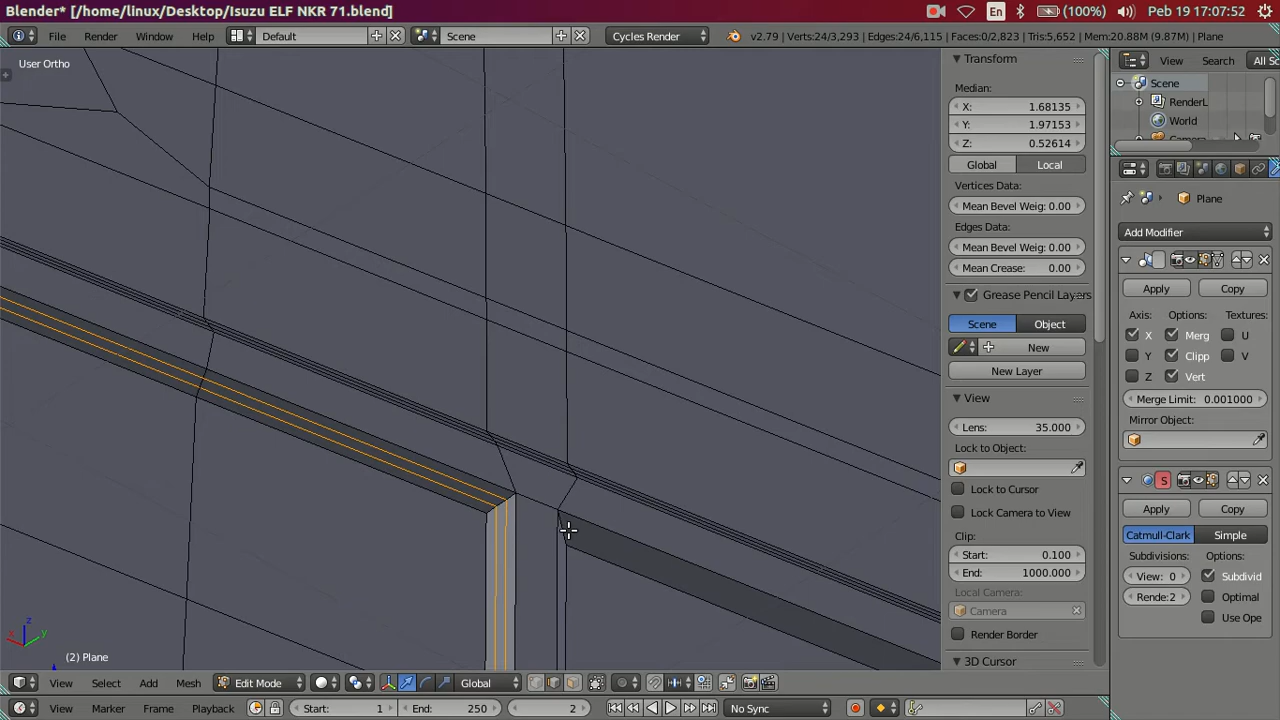 Blender* [/home/linux/Desktop/Isuzu ELF NKR 71.blend]
En (100%) Peb 19 17:07:52
File Render Window Help Default Scene Cycles Render v2.79 | Verts:24/3,293 | Edges:24/6,115 | Faces:0/2,823 | Tris:5,652 | Mem:20.88M (9.87M) | Plane
User Ortho
Transform
Median:
X: 1.68135
Y: 1.97153
Z: 0.52614
Global Local
Vertices Data:
Mean Bevel Weig: 0.00
Edges Data:
Mean Bevel Weig: 0.00
Mean Crease: 0.00
Grease Pencil Layers
Scene Object
New
New Layer
View
Lens: 35.000
Lock to Object:
Lock to Cursor
Lock Camera to View
Clip:
Start: 0.100
End: 1000.000
Local Camera:
Camera
Render Border
3D Cursor
View Search All Sc
Scene
RenderL
World
Camera
Plane
Add Modifier
Apply Copy
Axis: Options: Textures:
X Merg U
Y Clipp V
Z Vert
Merge Limit: 0.001000
Mirror Object:
S
Apply Copy
Catmull-Clark Simple
Subdivisions: Options:
View: 0 Subdivid
Rende:2 Optimal
Use Ope
z
x y
(2) Plane
View Select Add Mesh Edit Mode Global
View Marker Frame Playback Start: 1 End: 250 2 No Sync